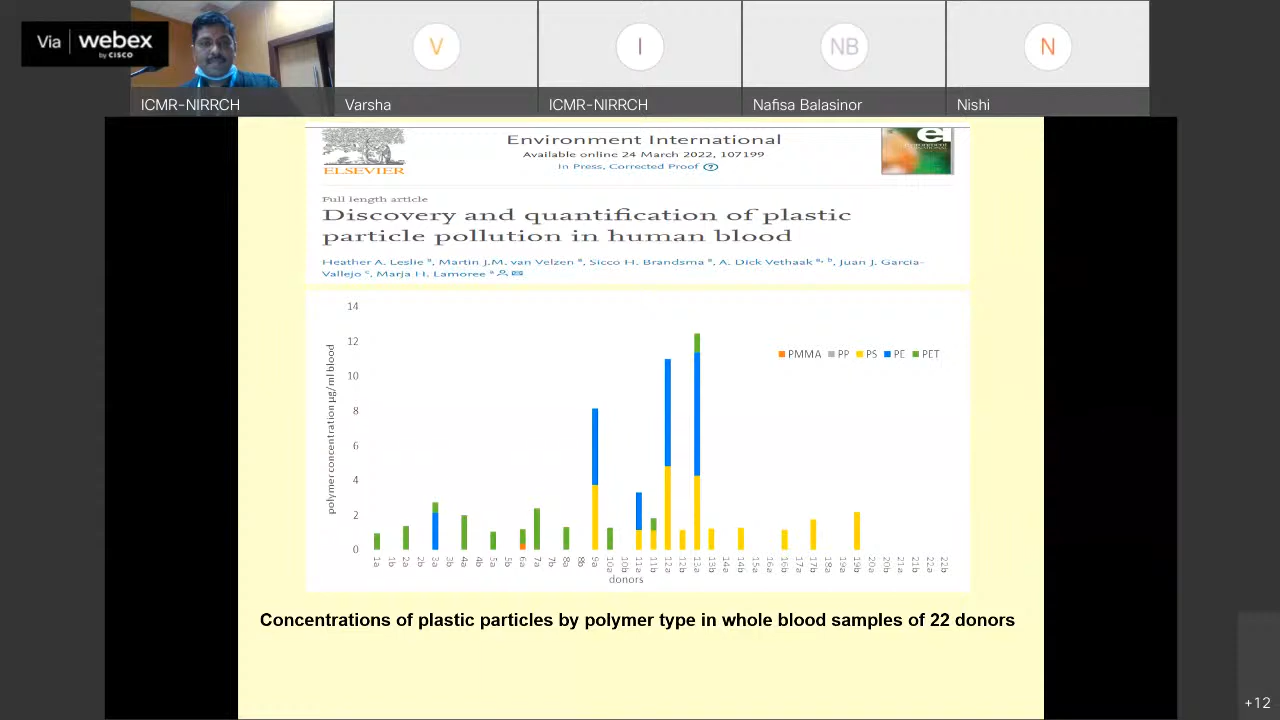 Via webex
by CISCO
V
I
NB
N
ICMR-NIRRCH
Varsha
ICMR-NIRRCH
Nafisa Balasinor
Nishi
ELSEVIER
Environment International
Available online 24 March 2022, 107199
In Press, Corrected Proof
ei
Full length article
Discovery and quantification of plastic
particle pollution in human blood
Heather A. Leslie a, Martin J.M. van Velzen a, Sicco H. Brandsma a, A. Dick Vethaak a, b, Juan J. Garcia-
Vallejo c, Marja H. Lamoree a
polymer concentration µg/ml blood
14
12
10
8
6
4
2
0
PMMA PP PS PE PET
1a 1b 2a 2b 3a 3b 4a 4b 5a 5b 6a 7a 7b 8a 8b 9a 10a 10b 11a 11b 12a 12b 13a 13b 14a 14b 15a 16a 16b 17a 17b 18a 19a 19b 20a 20b 21a 21b 22a 22b
donors
Concentrations of plastic particles by polymer type in whole blood samples of 22 donors
+12